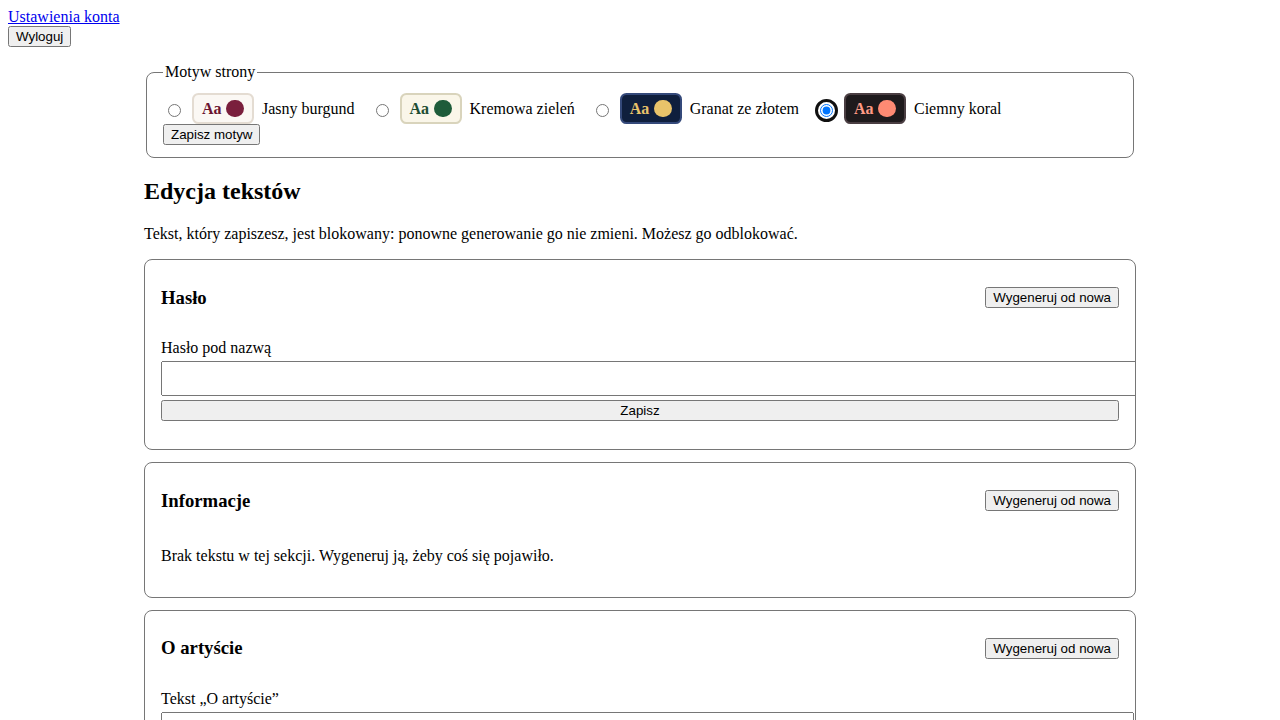 Ustawienia konta
Wyloguj
Motyw strony
Aa Jasny burgund Aa Kremowa zieleń Aa Granat ze złotem Aa Ciemny koral
Zapisz motyw
Edycja tekstów
Tekst, który zapiszesz, jest blokowany: ponowne generowanie go nie zmieni. Możesz go odblokować.
Hasło Wygeneruj od nowa
Hasło pod nazwą
Zapisz
Informacje Wygeneruj od nowa
Brak tekstu w tej sekcji. Wygeneruj ją, żeby coś się pojawiło.
O artyście Wygeneruj od nowa
Tekst „O artyście”